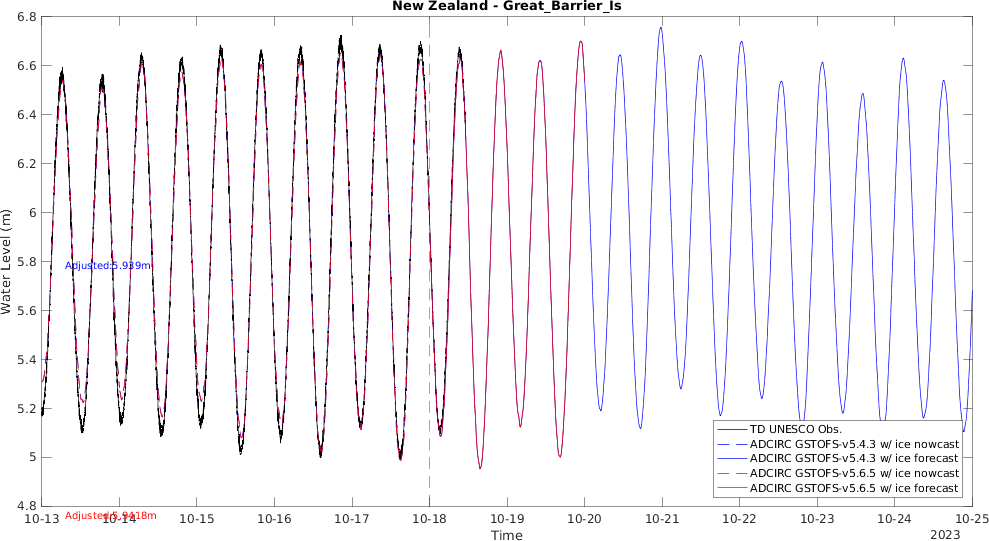 New Zealand - Great_Barrier_Is
6.8
6.6
6.4
6.2
6
5.8
5.6
5.4
5.2
5
4.8
Water Level (m)
Adjusted:5.939m
Adjusted:5.9418m
TD UNESCO Obs.
ADCIRC GSTOFS-v5.4.3 w/ ice nowcast
ADCIRC GSTOFS-v5.4.3 w/ ice forecast
ADCIRC GSTOFS-v5.6.5 w/ ice nowcast
ADCIRC GSTOFS-v5.6.5 w/ ice forecast
10-13 10-14 10-15 10-16 10-17 10-18 10-19 10-20 10-21 10-22 10-23 10-24 10-25
Time
2023